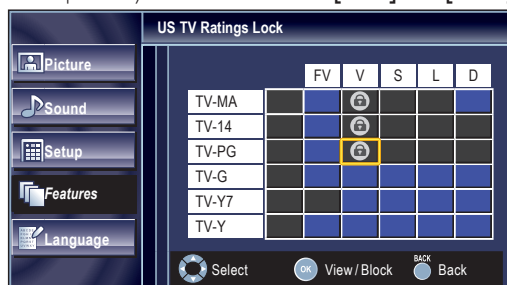 US TV Ratings Lock
Picture
Sound
Setup
Features
Language
FV V S L D
TV-MA
TV-14
TV-PG
TV-G
TV-Y7
TV-Y
Select
OK View/Block
BACK Back